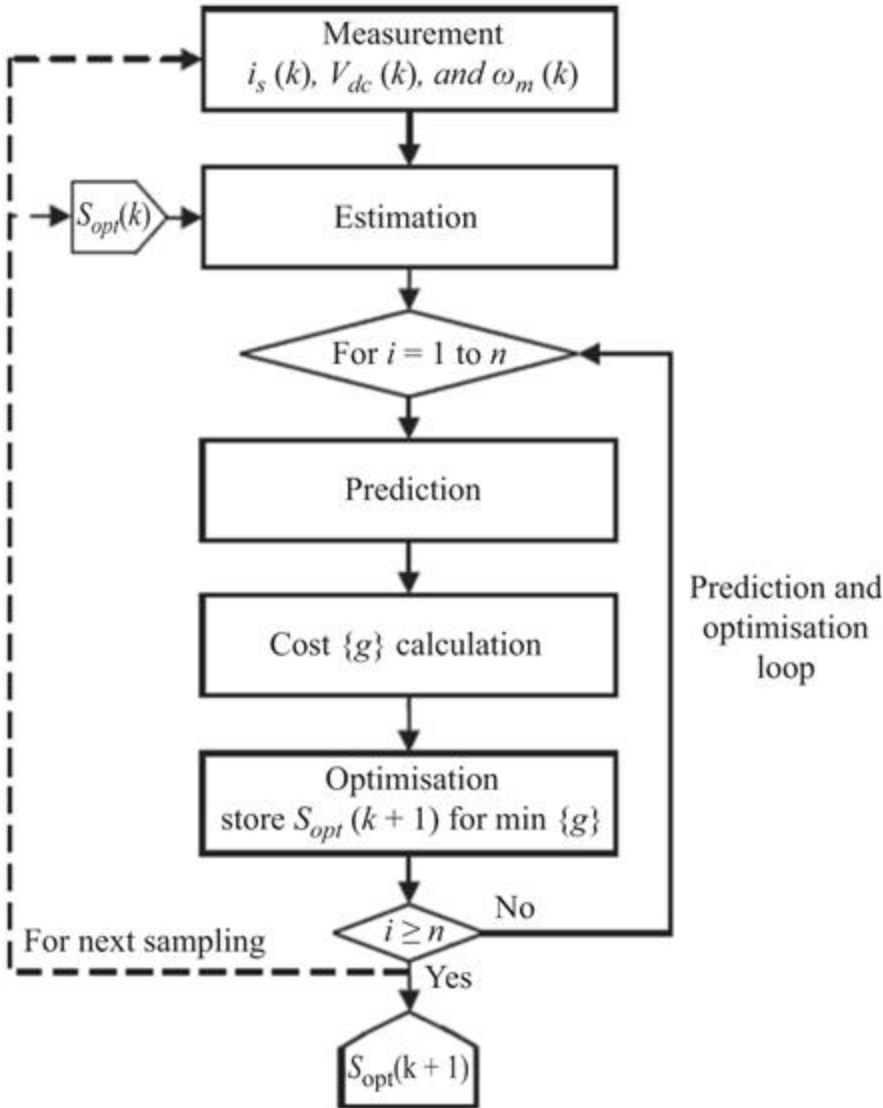 Measurement
i_s (k), V_dc (k), and ω_m (k)
S_opt(k)
Estimation
For i = 1 to n
Prediction
Cost {g} calculation
Prediction and
optimisation
loop
Optimisation
store S_opt (k + 1) for min {g}
i ≥ n
No
For next sampling
Yes
S_opt(k + 1)